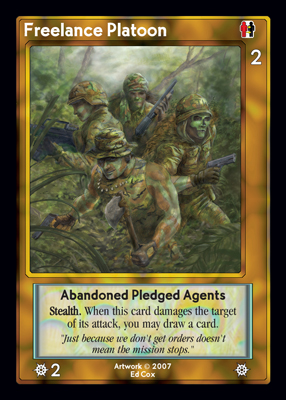 Freelance Platoon
2
Abandoned Pledged Agents
Stealth. When this card damages the target
of its attack, you may draw a card.
"Just because we don't get orders doesn't
mean the mission stops."
Artwork © 2007
2
Ed Cox